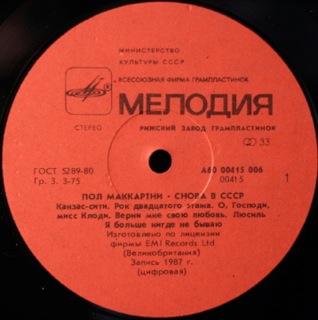 МИНИСТЕРСТВО
КУЛЬТУРЫ СССР
ВСЕСОЮЗНАЯ ФИРМА ГРАМПЛАСТИНОК
МЕЛОДИЯ
СТЕРЕО
РИЖСКИЙ ЗАВОД ГРАМПЛАСТИНОК
33
ГОСТ 5289-80
Гр. 3. 3-75
А60 00415 006
00415
1
ПОЛ МАККАРТНИ - СНОВА В СССР
Канзас-сити. Рок двадцатого этажа. О, Господи,
мисс Клоди. Верни мне свою любовь. Люсиль
Я больше нигде не бываю
Изготовлено по лицензии
фирмы EMI Records Ltd
(Великобритания)
Запись 1987 г.
(цифровая)